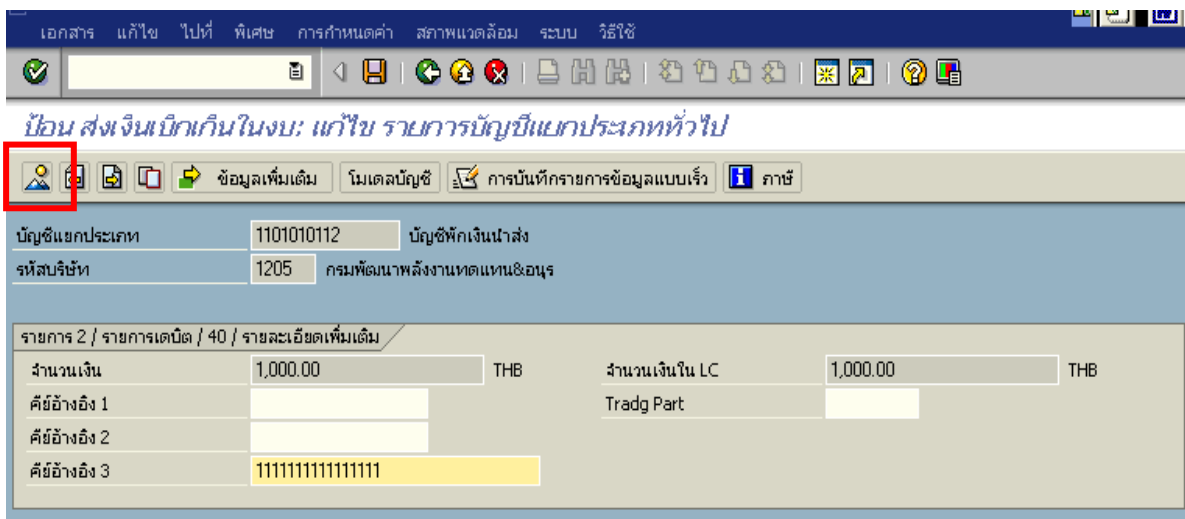 เอกสาร แก้ไข ไปที่ พิเศษ การกำหนดค่า สภาพแวดล้อม ระบบ วิธีใช้
ป้อน ส่งเงินเบิกเกินในงบ: แก้ไข รายการบัญชีแยกประเภททั่วไป
ข้อมูลเพิ่มเติม โมเดลบัญชี การบันทึกรายการข้อมูลแบบเร็ว ภาษี
บัญชีแยกประเภท 1101010112 บัญชีพักเงินนำส่ง
รหัสบริษัท 1205 กรมพัฒนาพลังงานทดแทน&อนุร
รายการ 2 / รายการเดบิต / 40 / รายละเอียดเพิ่มเติม
จำนวนเงิน 1,000.00 THB จำนวนเงินใน LC 1,000.00 THB
คีย์อ้างอิง 1 Tradg Part
คีย์อ้างอิง 2
คีย์อ้างอิง 3 1111111111111111